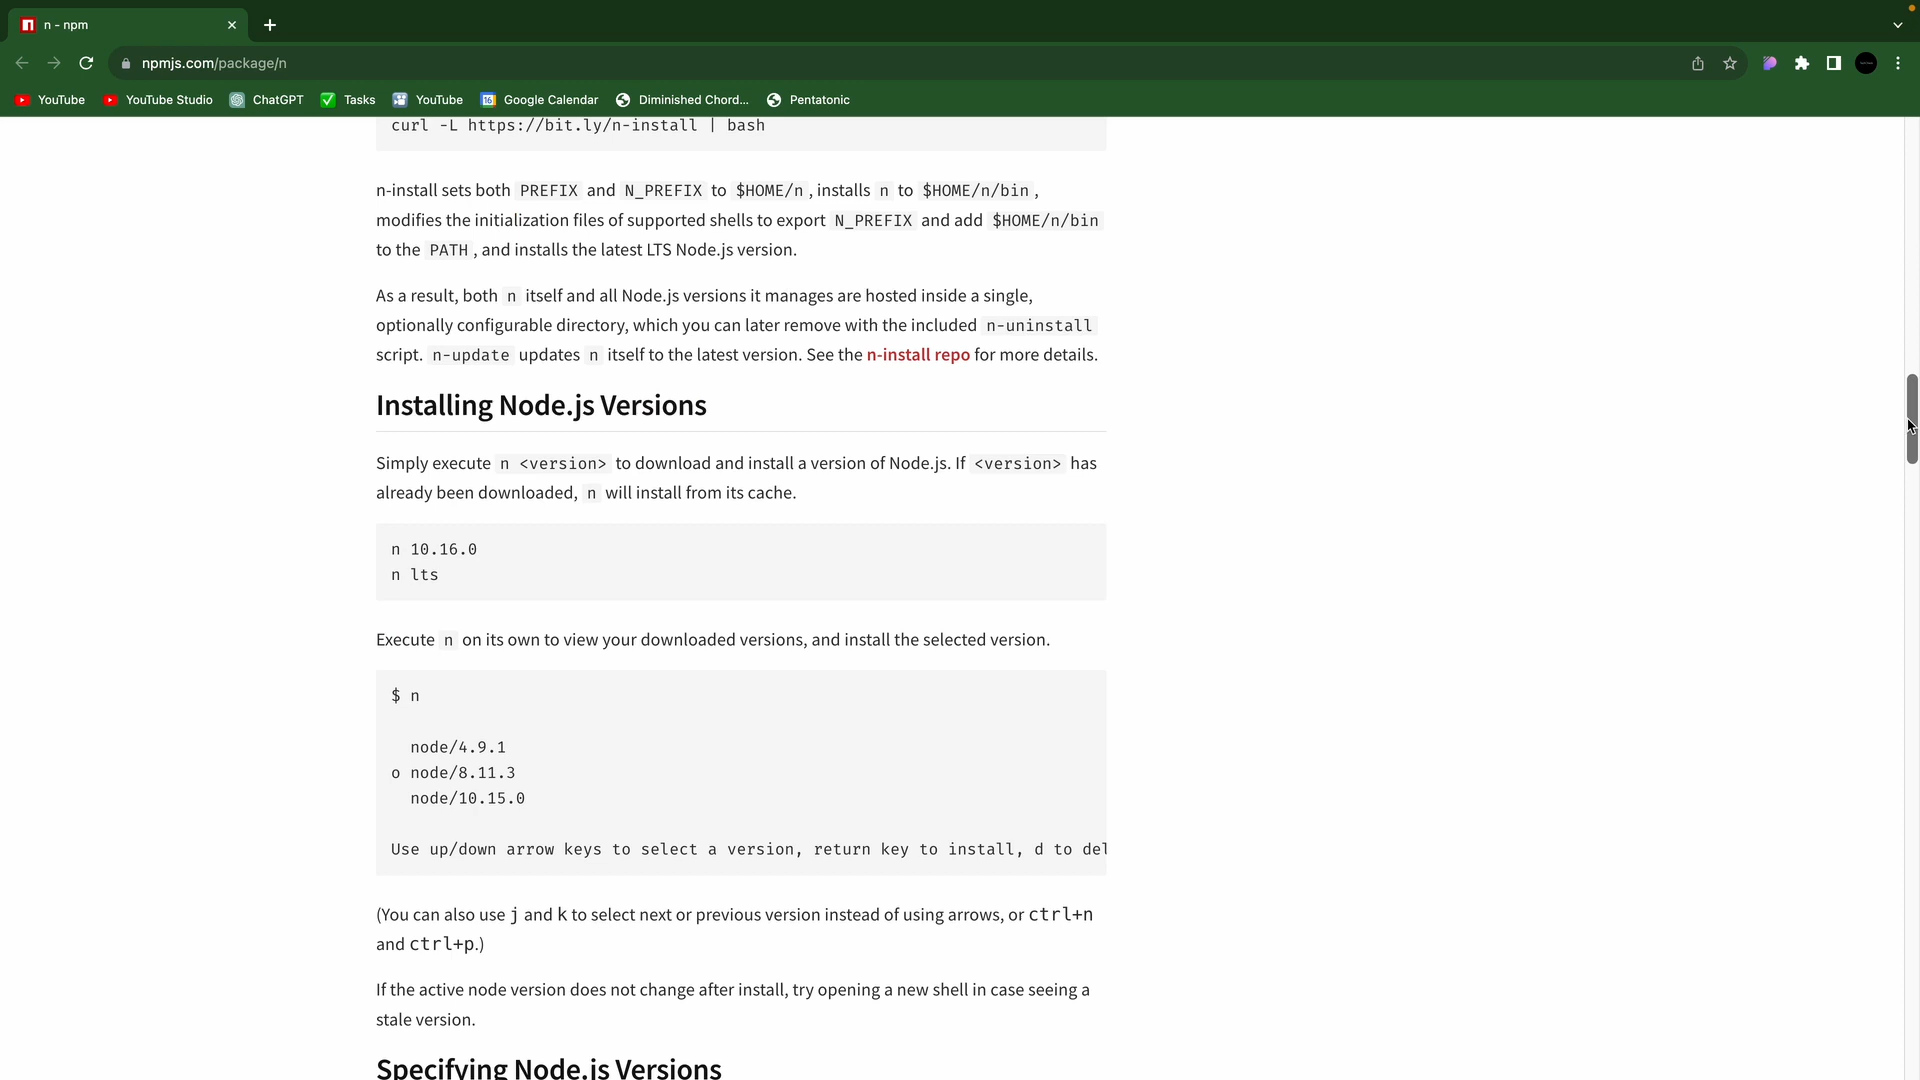 n - npm
npmjs.com/package/n
YouTube
YouTube Studio
ChatGPT
Tasks
YouTube
16
Google Calendar
Diminished Chord...
Pentatonic
curl -L https://bit.ly/n-install | bash
n-install sets both PREFIX and N_PREFIX to $HOME/n , installs n to $HOME/n/bin ,
modifies the initialization files of supported shells to export N_PREFIX and add $HOME/n/bin
to the PATH , and installs the latest LTS Node.js version.
As a result, both n itself and all Node.js versions it manages are hosted inside a single,
optionally configurable directory, which you can later remove with the included n-uninstall
script. n-update updates n itself to the latest version. See the n-install repo for more details.
Installing Node.js Versions
Simply execute n <version> to download and install a version of Node.js. If <version> has
already been downloaded, n will install from its cache.
n 10.16.0
n lts
Execute n on its own to view your downloaded versions, and install the selected version.
$ n
node/4.9.1
o node/8.11.3
node/10.15.0
Use up/down arrow keys to select a version, return key to install, d to del
(You can also use j and k to select next or previous version instead of using arrows, or ctrl+n
and ctrl+p.)
If the active node version does not change after install, try opening a new shell in case seeing a
stale version.
Specifying Node.js Versions